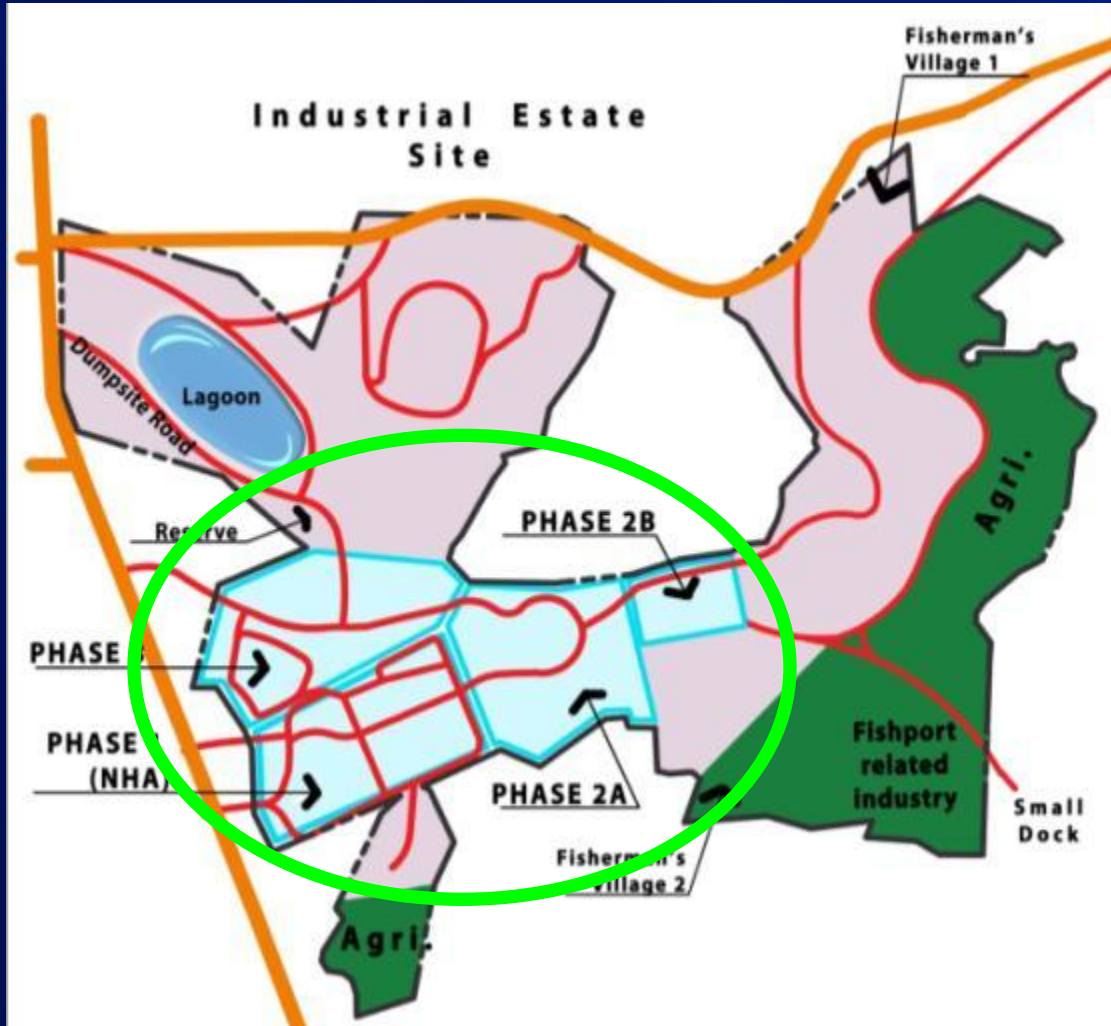 Fisherman's
Village 1
Industrial Estate
Site
Lagoon
Dumpsite Road
Reserve
PHASE 2B
Agri.
PHASE
PHASE
(NHA)
PHASE 2A
Fishport
related
industry
Small
Dock
Fisherman's
Village 2
Agri.